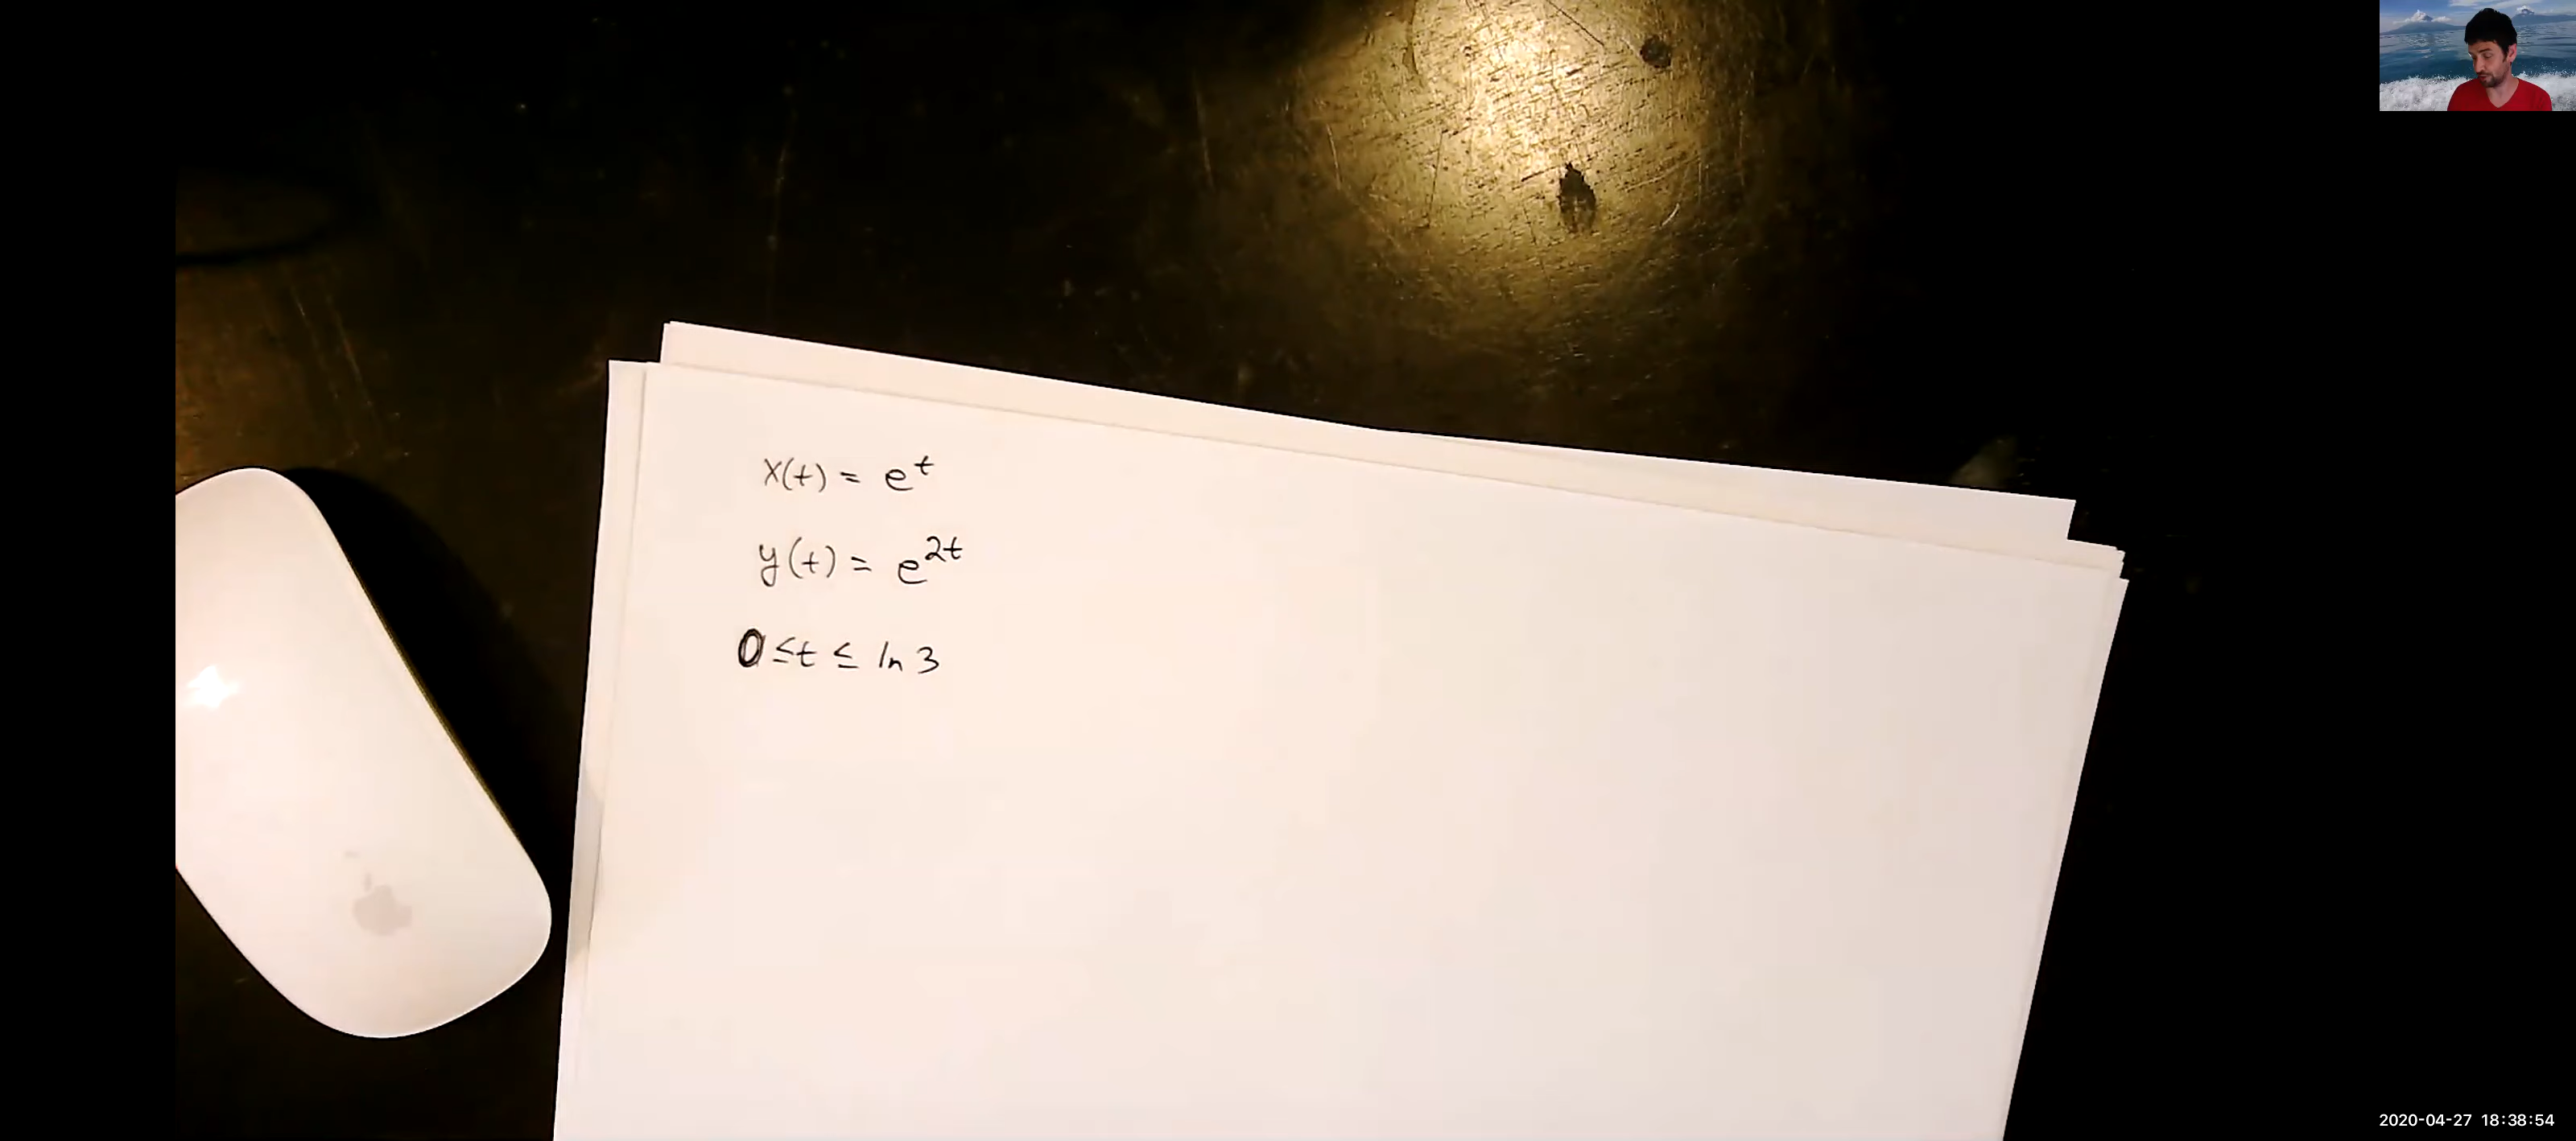 x(t) = e^t
y(t) = e^{2t}
0 ≤ t ≤ ln 3
2020-04-27 18:38:54